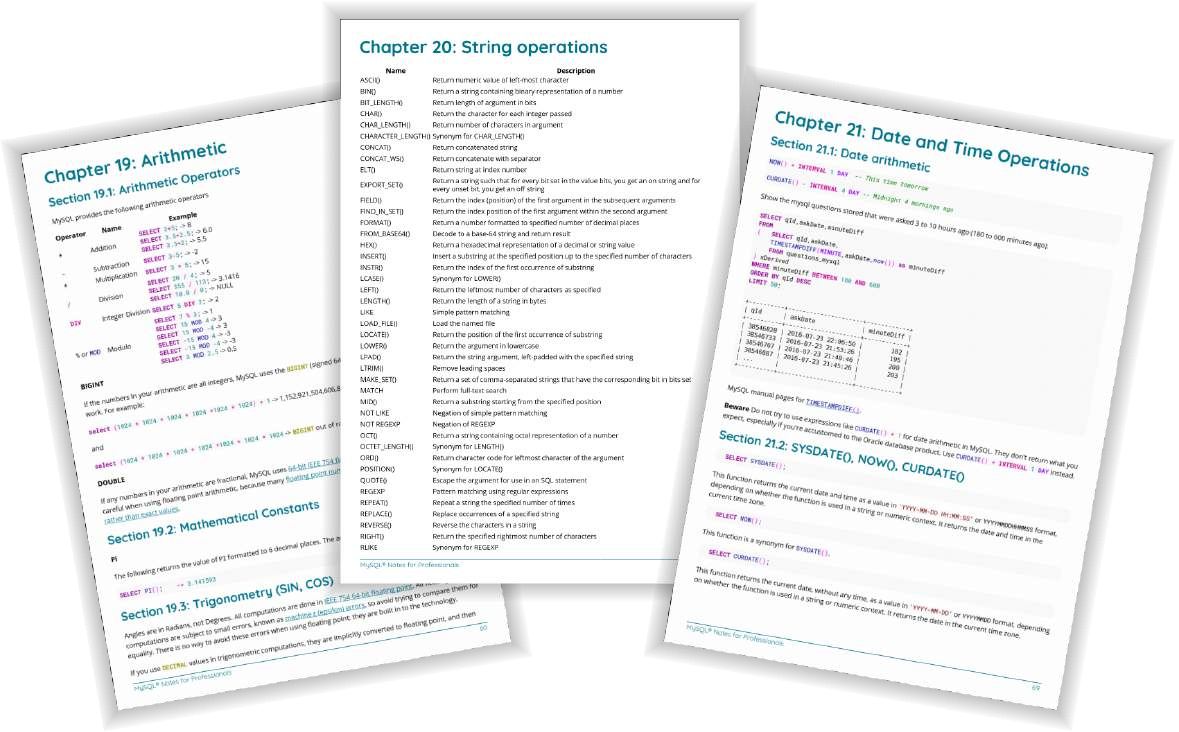 Chapter 19: Arithmetic
Section 19.1: Arithmetic Operators
MySQL provides the following arithmetic operators
Operator Name Example
SELECT 3+5; -> 8
+ Addition SELECT 3.5+2.5; -> 6.0
SELECT 3.5+2; -> 5.5
- Subtraction SELECT 3-5; -> -2
* Multiplication SELECT 3 * 5; -> 15
SELECT 20 / 4; -> 5
/ Division SELECT 355 / 113; -> 3.1416
SELECT 10.0 / 0; -> NULL
DIV Integer Division SELECT 5 DIV 2; -> 2
SELECT 7 % 3; -> 1
SELECT 15 MOD 4 -> 3
% or MOD Modulo SELECT 15 MOD -4 -> 3
SELECT -15 MOD 4 -> -3
SELECT -15 MOD -4 -> -3
SELECT 3 MOD 2.5 -> 0.5
BIGINT
If the numbers in your arithmetic are all integers, MySQL uses the BIGINT (signed
work. For example:
select (1024 * 1024 * 1024 * 1024 *1024 * 1024) + 1 -> 1,152,921,504,606,8
and
select (1024 * 1024 * 1024 * 1024 *1024 * 1024 * 1024 -> BIGINT out of
DOUBLE
If any numbers in your arithmetic are fractional, MySQL uses 64-bit IEEE 754
careful when using floating point arithmetic, because many floating point
rather than exact values.
Section 19.2: Mathematical Constants
PI
The following returns the value of PI formatted to 6 decimal places. The
SELECT PI(); -> 3.141593
Section 19.3: Trigonometry (SIN, COS)
Angles are in Radians, not Degrees. All computations are done in IEEE 754 64-bit floating point. All
computations are subject to small errors, known as machine ε (epsilon) errors, so avoid trying to compare them for
equality. There is no way to avoid these errors when using floating point; they are built in to the technology.
If you use DECIMAL values in trigonometric computations, they are implicitly converted to floating point, and then
MySQL® Notes for Professionals 60
Chapter 20: String operations
Name Description
ASCII() Return numeric value of left-most character
BIN() Return a string containing binary representation of a number
BIT_LENGTH() Return length of argument in bits
CHAR() Return the character for each integer passed
CHAR_LENGTH() Return number of characters in argument
CHARACTER_LENGTH() Synonym for CHAR_LENGTH()
CONCAT() Return concatenated string
CONCAT_WS() Return concatenate with separator
ELT() Return string at index number
EXPORT_SET() Return a string such that for every bit set in the value bits, you get an on string and for
every unset bit, you get an off string
FIELD() Return the index (position) of the first argument in the subsequent arguments
FIND_IN_SET() Return the index position of the first argument within the second argument
FORMAT() Return a number formatted to specified number of decimal places
FROM_BASE64() Decode to a base-64 string and return result
HEX() Return a hexadecimal representation of a decimal or string value
INSERT() Insert a substring at the specified position up to the specified number of characters
INSTR() Return the index of the first occurrence of substring
LCASE() Synonym for LOWER()
LEFT() Return the leftmost number of characters as specified
LENGTH() Return the length of a string in bytes
LIKE Simple pattern matching
LOAD_FILE() Load the named file
LOCATE() Return the position of the first occurrence of substring
LOWER() Return the argument in lowercase
LPAD() Return the string argument, left-padded with the specified string
LTRIM() Remove leading spaces
MAKE_SET() Return a set of comma-separated strings that have the corresponding bit in bits set
MATCH Perform full-text search
MID() Return a substring starting from the specified position
NOT LIKE Negation of simple pattern matching
NOT REGEXP Negation of REGEXP
OCT() Return a string containing octal representation of a number
OCTET_LENGTH() Synonym for LENGTH()
ORD() Return character code for leftmost character of the argument
POSITION() Synonym for LOCATE()
QUOTE() Escape the argument for use in an SQL statement
REGEXP Pattern matching using regular expressions
REPEAT() Repeat a string the specified number of times
REPLACE() Replace occurrences of a specified string
REVERSE() Reverse the characters in a string
RIGHT() Return the specified rightmost number of characters
RLIKE Synonym for REGEXP
MySQL® Notes for Professionals
Chapter 21: Date and Time Operations
Section 21.1: Date arithmetic
NOW() + INTERVAL 1 DAY -- This time tomorrow
CURDATE() - INTERVAL 4 DAY -- Midnight 4 mornings ago
Show the mysql questions stored that were asked 3 to 10 hours ago (180 to 600 minutes ago):
SELECT qId,askDate,minuteDiff
FROM
( SELECT qId,askDate,
TIMESTAMPDIFF(MINUTE,askDate,now()) as minuteDiff
FROM questions_mysql
) xDerived
WHERE minuteDiff BETWEEN 180 AND 600
ORDER BY qId DESC
LIMIT 50;
| qId | askDate | minuteDiff |
| 38546828 | 2016-07-23 22:06:50 | 182 |
| 38546733 | 2016-07-23 21:53:26 | 195 |
| 38546707 | 2016-07-23 21:48:46 | 200 |
| 38546687 | 2016-07-23 21:45:26 | 203 |
| ...
MySQL manual pages for TIMESTAMPDIFF().
Beware Do not try to use expressions like CURDATE() + 1 for date arithmetic in MySQL. They don't return what you
expect, especially if you're accustomed to the Oracle database product. Use CURDATE() + INTERVAL 1 DAY instead.
Section 21.2: SYSDATE(), NOW(), CURDATE()
SELECT SYSDATE();
This function returns the current date and time as a value in 'YYYY-MM-DD HH:MM:SS' or YYYYMMDDHHMMSS format,
depending on whether the function is used in a string or numeric context. It returns the date and time in the
current time zone.
SELECT NOW();
This function is a synonym for SYSDATE().
SELECT CURDATE();
This function returns the current date, without any time, as a value in 'YYYY-MM-DD' or YYYYMMDD format, depending
on whether the function is used in a string or numeric context. It returns the date in the current time zone.
MySQL® Notes for Professionals 69